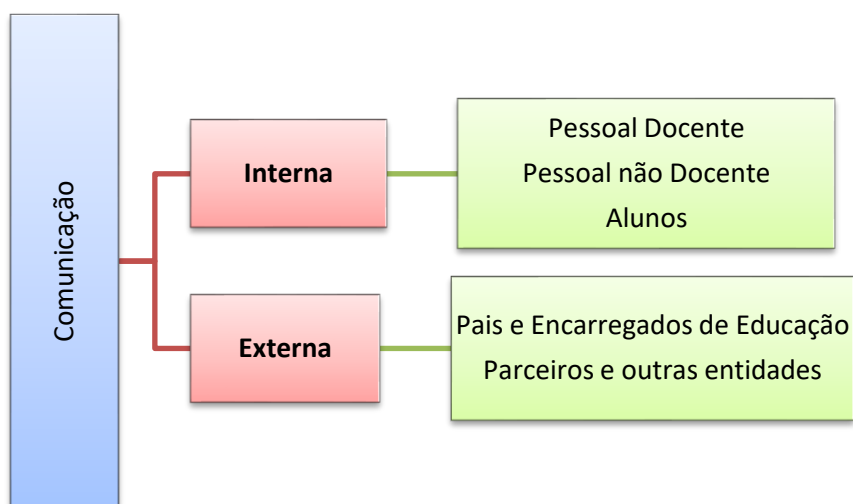 Comunicação
Interna
Pessoal Docente
Pessoal não Docente
Alunos
Externa
Pais e Encarregados de Educação
Parceiros e outras entidades